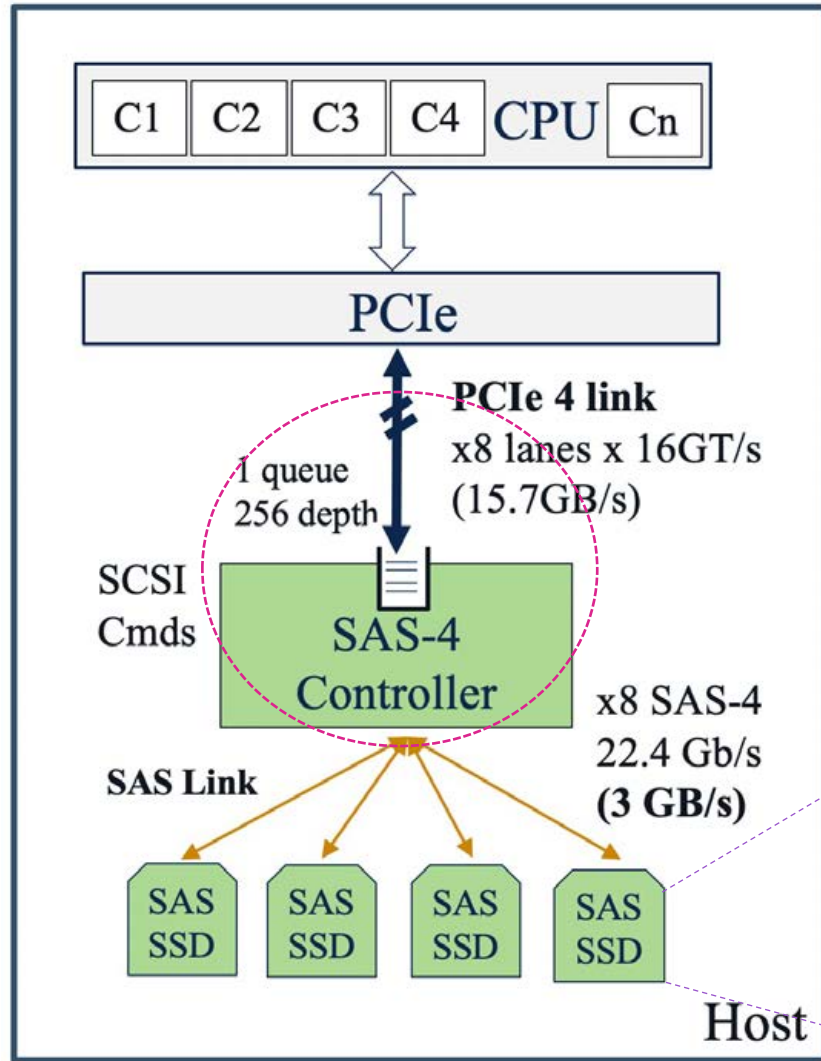 C1 C2 C3 C4 CPU Cn
PCIe
PCIe 4 link
x8 lanes x 16GT/s
(15.7GB/s)
1 queue
256 depth
SCSI
Cmds
SAS-4
Controller
x8 SAS-4
22.4 Gb/s
(3 GB/s)
SAS Link
SAS
SSD
SAS
SSD
SAS
SSD
SAS
SSD
Host